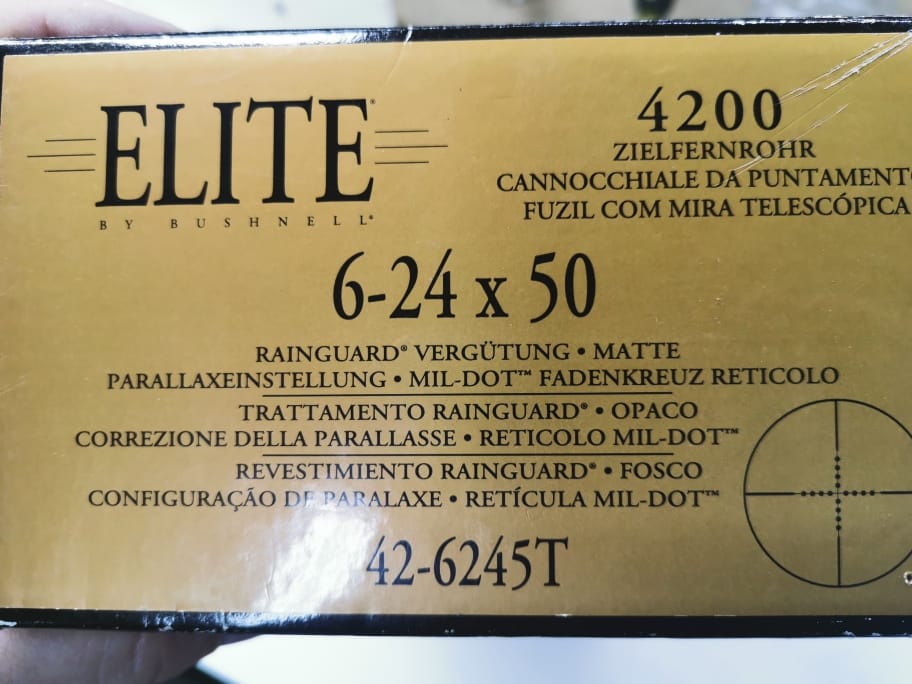 ELITE®
BY BUSHNELL®
4200
ZIELFERNROHR
CANNOCCHIALE DA PUNTAMENTO
FUZIL COM MIRA TELESCÓPICA
6-24 x 50
RAINGUARD® VERGÜTUNG • MATTE
PARALLAXEINSTELLUNG • MIL-DOT™ FADENKREUZ RETICOLO
TRATTAMENTO RAINGUARD® • OPACO
CORREZIONE DELLA PARALLASSE • RETICOLO MIL-DOT™
REVESTIMIENTO RAINGUARD® • FOSCO
CONFIGURAÇÃO DE PARALAXE • RETÍCULA MIL-DOT™
42-6245T